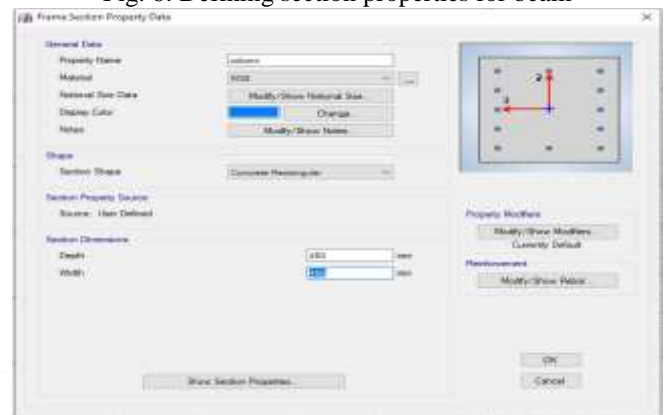 Fig. 6. Defining section properties for beam
Frame Section Property Data
General Data
Property Name column
Material
Notional Size Data Modify/Show Notional Size...
Display Color Change...
Notes Modify/Show Notes...
Shape
Section Shape Concrete Rectangular
Section Property Source
Source: User Defined
Section Dimensions
Depth mm
Width mm
Show Section Properties...
2
3
Property Modifiers
Modify/Show Modifiers...
Currently Default
Reinforcement
Modify/Show Rebar...
OK
Cancel